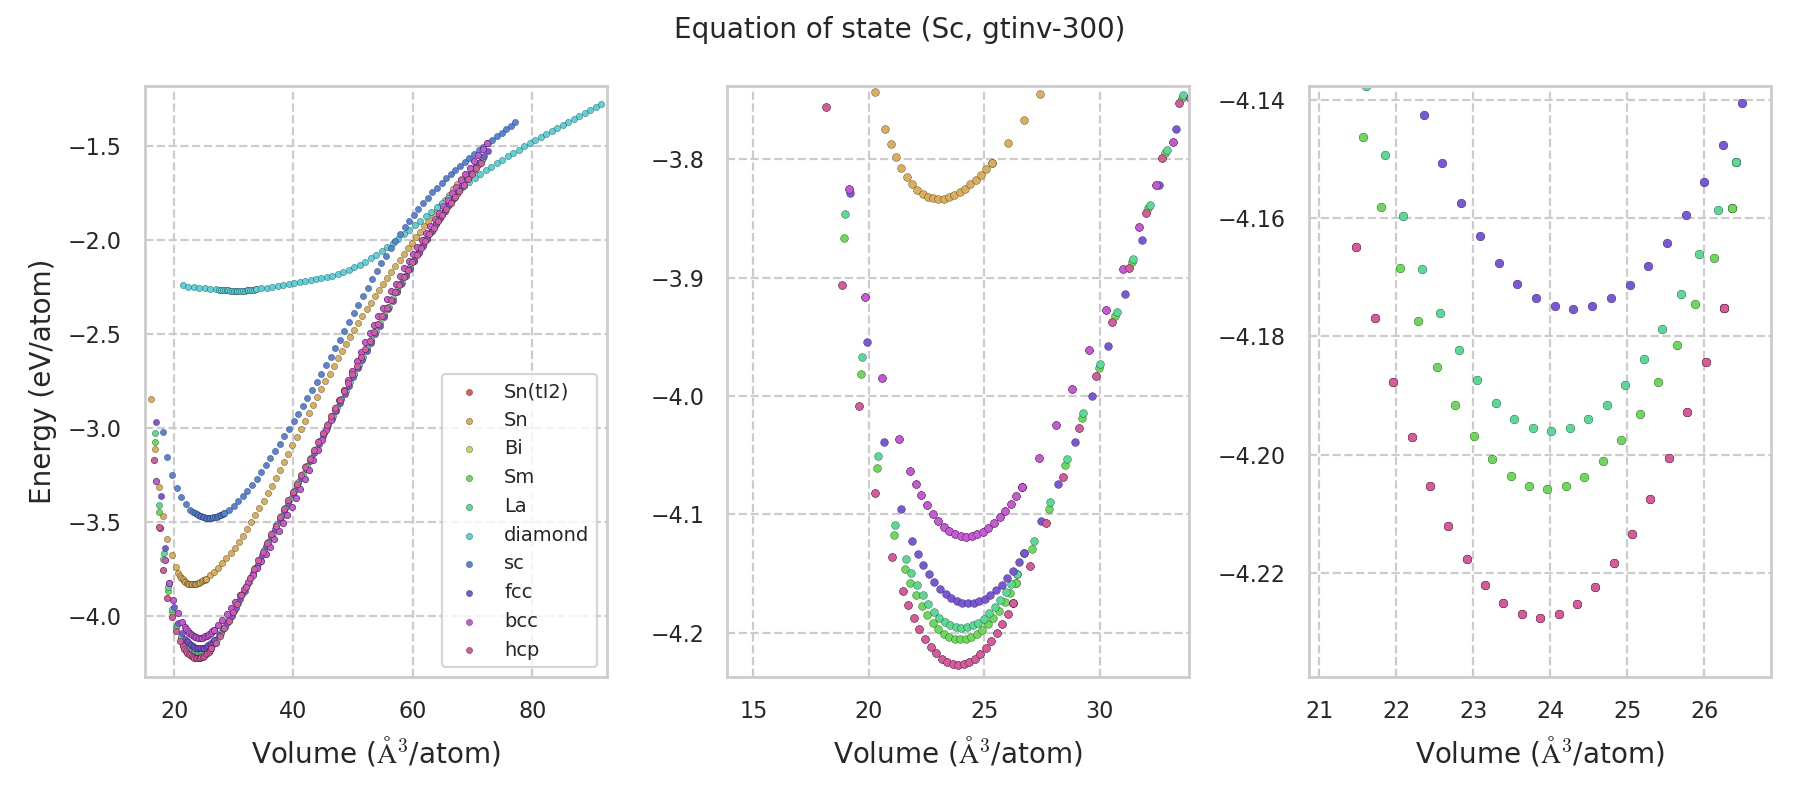 Equation of state (Sc, gtinv-300)
Energy (eV/atom)
−1.5
−2.0
−2.5
−3.0
−3.5
−4.0
20 40 60 80
Volume (Å³/atom)
Sn(tI2)
Sn
Bi
Sm
La
diamond
sc
fcc
bcc
hcp
−3.8
−3.9
−4.0
−4.1
−4.2
15 20 25 30
Volume (Å³/atom)
−4.14
−4.16
−4.18
−4.20
−4.22
21 22 23 24 25 26
Volume (Å³/atom)